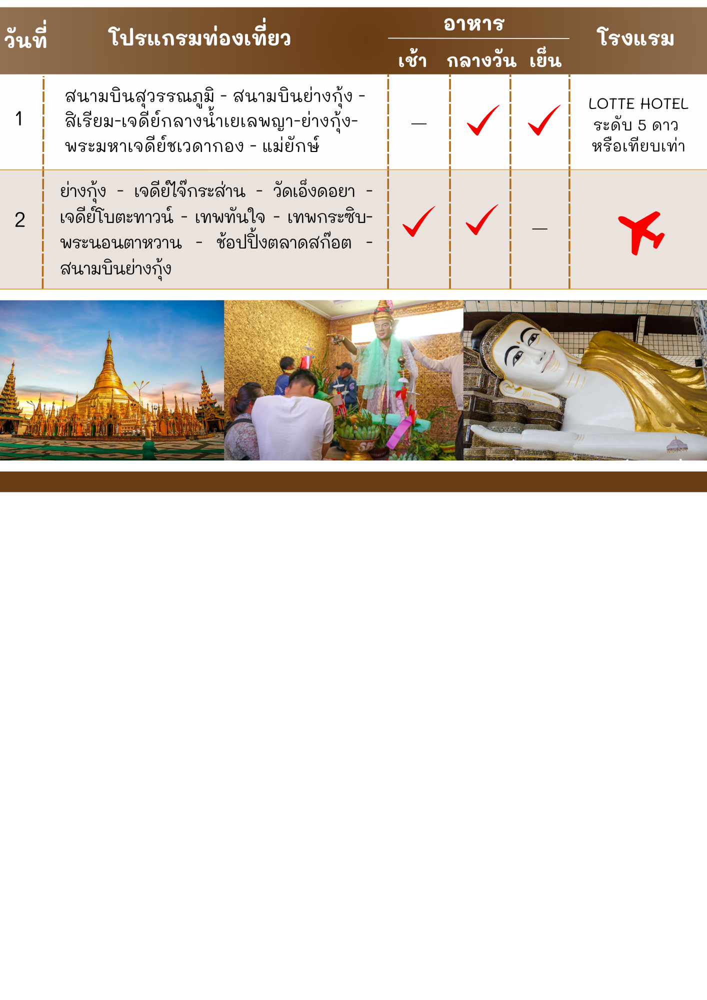 วันที่
โปรแกรมท่องเที่ยว
อาหาร
เช้า กลางวัน เย็น
โรงแรม
1
สนามบินสุวรรณภูมิ - สนามบินย่างกุ้ง -
สิเรียม-เจดีย์กลางน้ำเยเลพญา-ย่างกุ้ง-
พระมหาเจดีย์ชเวดากอง - แม่ยักษ์
—
LOTTE HOTEL
ระดับ 5 ดาว
หรือเทียบเท่า
2
ย่างกุ้ง - เจดีย์ไจ๊กระส่าน - วัดเอ็งดอยา -
เจดีย์โบตะทาวน์ - เทพทันใจ - เทพกระซิบ-
พระนอนตาหวาน - ช้อปปิ้งตลาดสก๊อต -
สนามบินย่างกุ้ง
—